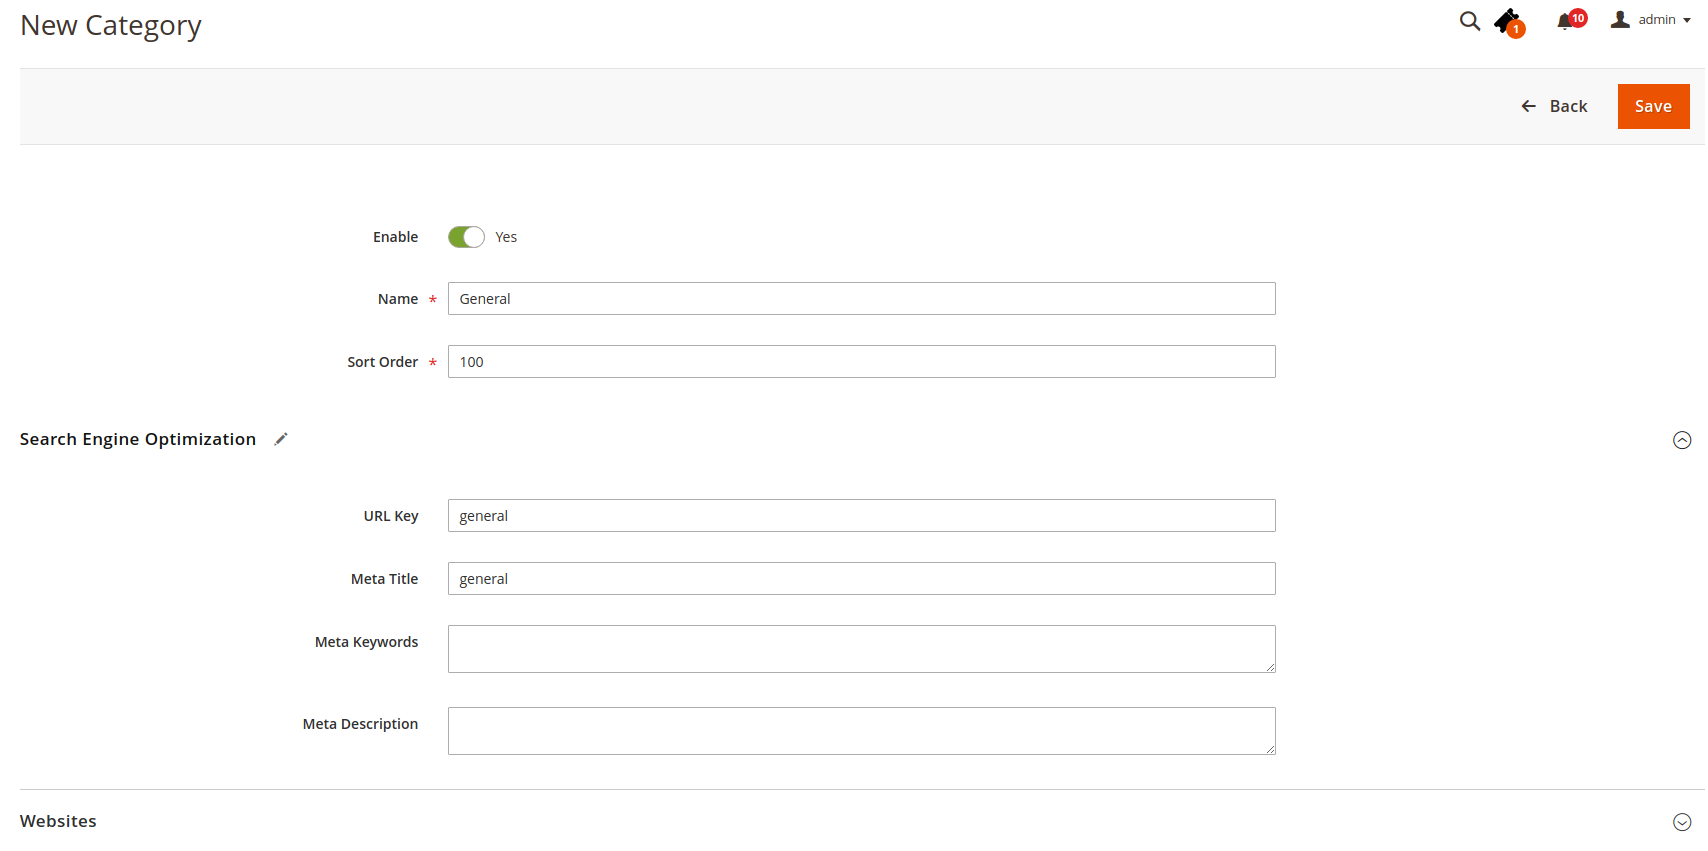 New Category
1
10
admin
Back
Save
Enable
Yes
Name *
General
Sort Order *
100
Search Engine Optimization
URL Key
general
Meta Title
general
Meta Keywords
Meta Description
Websites